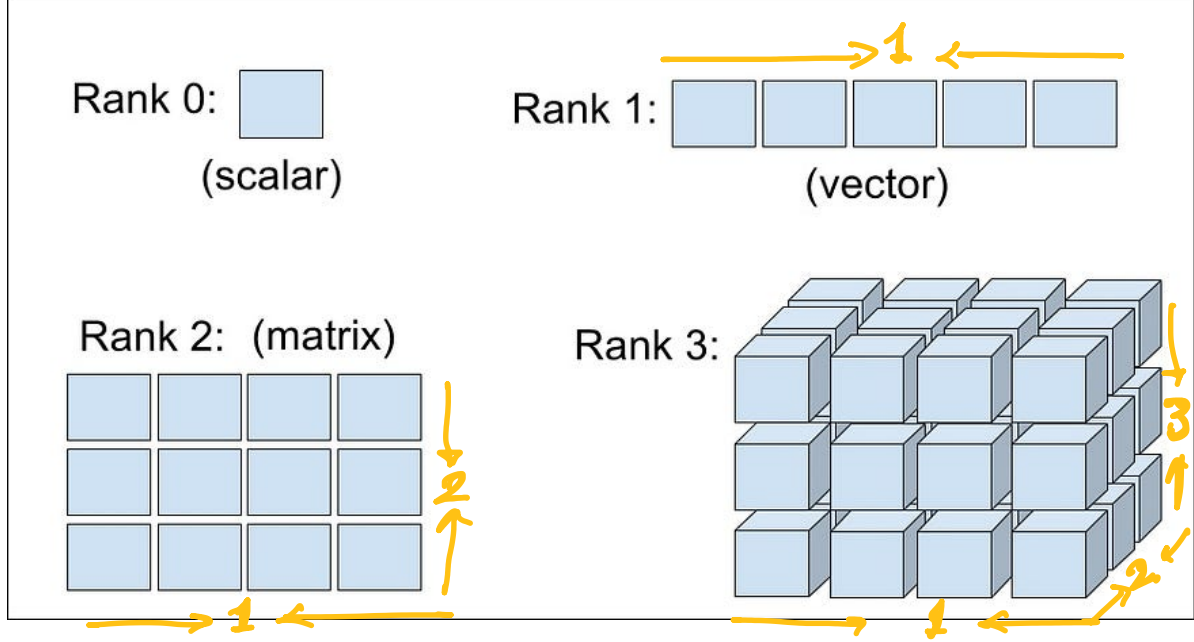 Rank 0:
(scalar)
1
Rank 1:
(vector)
Rank 2: (matrix)
2
1
Rank 3:
3
2
1